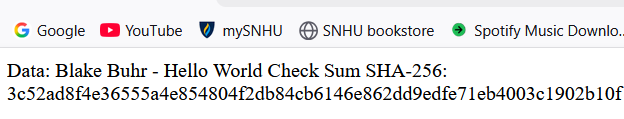 Google YouTube mySNHU SNHU bookstore Spotify Music Downlo...
Data: Blake Buhr - Hello World Check Sum SHA-256:
3c52ad8f4e36555a4e854804f2db84cb6146e862dd9edfe71eb4003c1902b10f